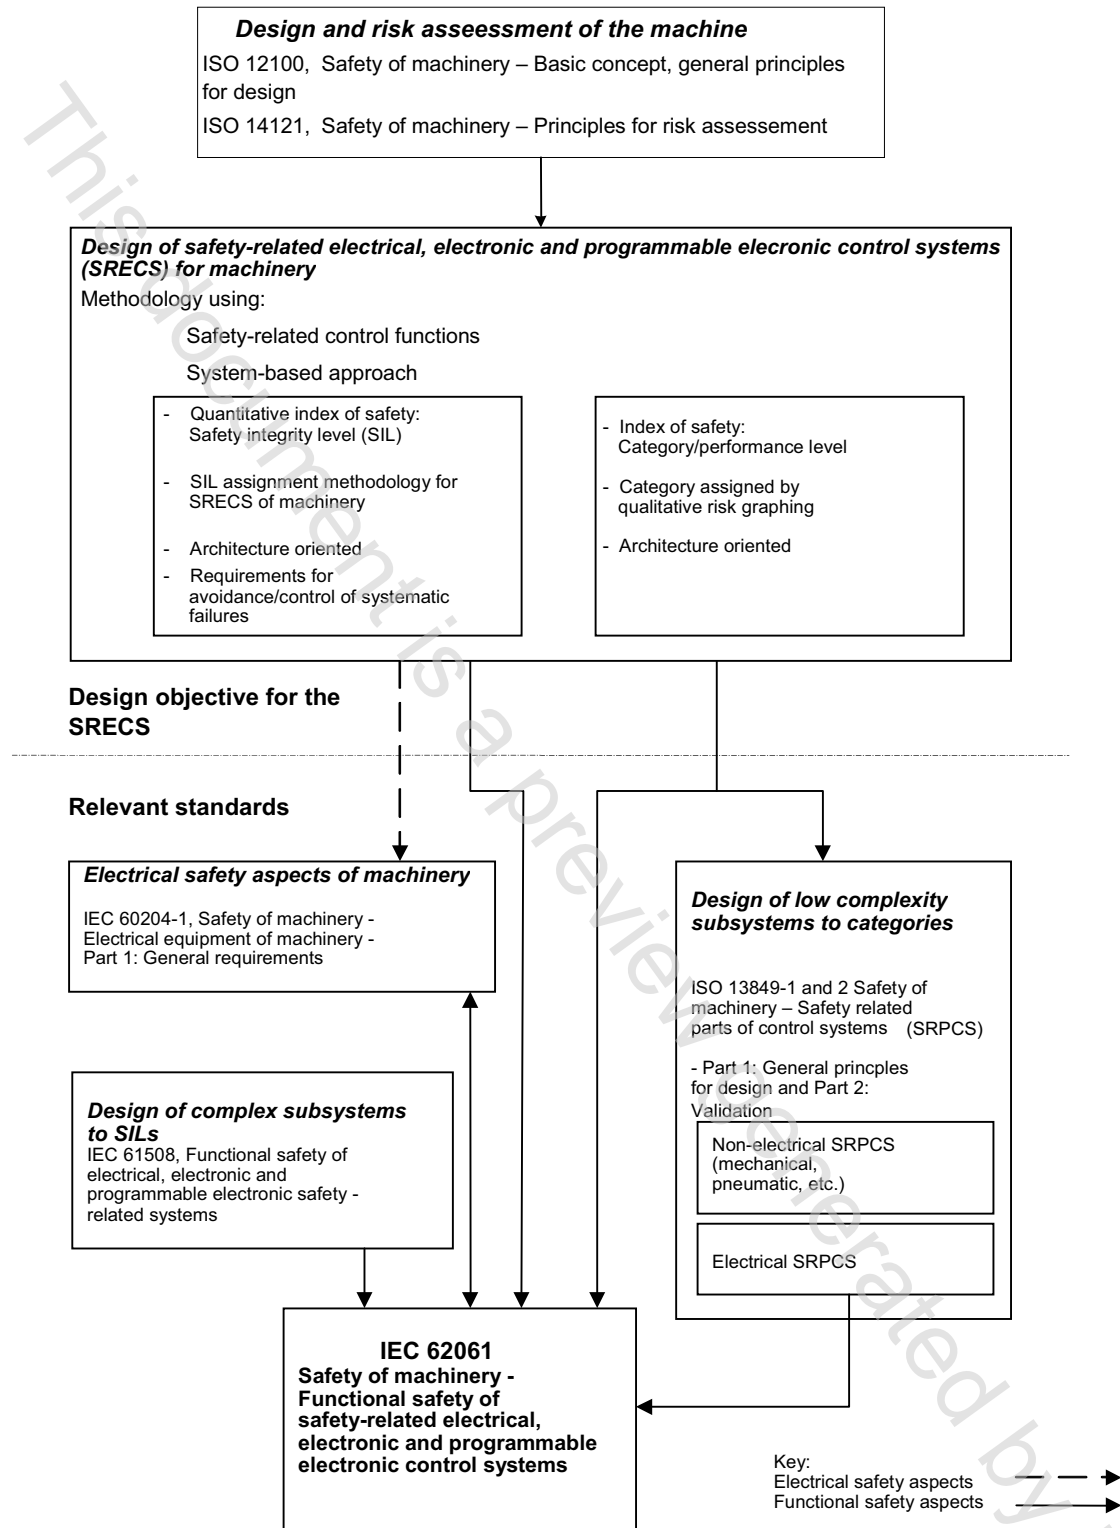 Design and risk asseessment of the machine
ISO 12100, Safety of machinery – Basic concept, general principles
for design
ISO 14121, Safety of machinery – Principles for risk assessement
Design of safety-related electrical, electronic and programmable elecronic control systems
(SRECS) for machinery
Methodology using:
Safety-related control functions
System-based approach
- Quantitative index of safety:
Safety integrity level (SIL)
- SIL assignment methodology for
SRECS of machinery
- Architecture oriented
- Requirements for
avoidance/control of systematic
failures
- Index of safety:
Category/performance level
- Category assigned by
qualitative risk graphing
- Architecture oriented
Design objective for the
SRECS
Relevant standards
Electrical safety aspects of machinery
IEC 60204-1, Safety of machinery -
Electrical equipment of machinery -
Part 1: General requirements
Design of low complexity
subsystems to categories
ISO 13849-1 and 2 Safety of
machinery – Safety related
parts of control systems (SRPCS)
- Part 1: General princples
for design and Part 2:
Validation
Non-electrical SRPCS
(mechanical,
pneumatic, etc.)
Electrical SRPCS
Design of complex subsystems
to SILs
IEC 61508, Functional safety of
electrical, electronic and
programmable electronic safety -
related systems
IEC 62061
Safety of machinery -
Functional safety of
safety-related electrical,
electronic and programmable
electronic control systems
Key:
Electrical safety aspects
Functional safety aspects
This document is a preview generated by